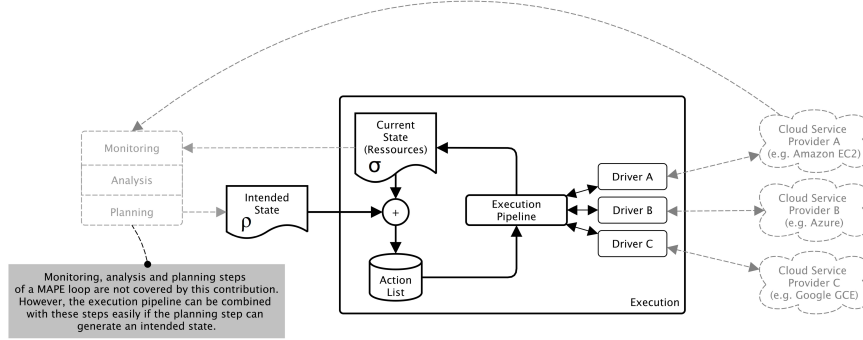 Monitoring
Analysis
Planning
Intended
State
ρ
Current
State
(Ressources)
σ
+
Action
List
Execution
Pipeline
Driver A
Driver B
Driver C
Execution
Cloud Service
Provider A
(e.g. Amazon EC2)
Cloud Service
Provider B
(e.g. Azure)
Cloud Service
Provider C
(e.g. Google GCE)
Monitoring, analysis and planning steps
of a MAPE loop are not covered by this contribution.
However, the execution pipeline can be combined
with these steps easily if the planning step can
generate an intended state.